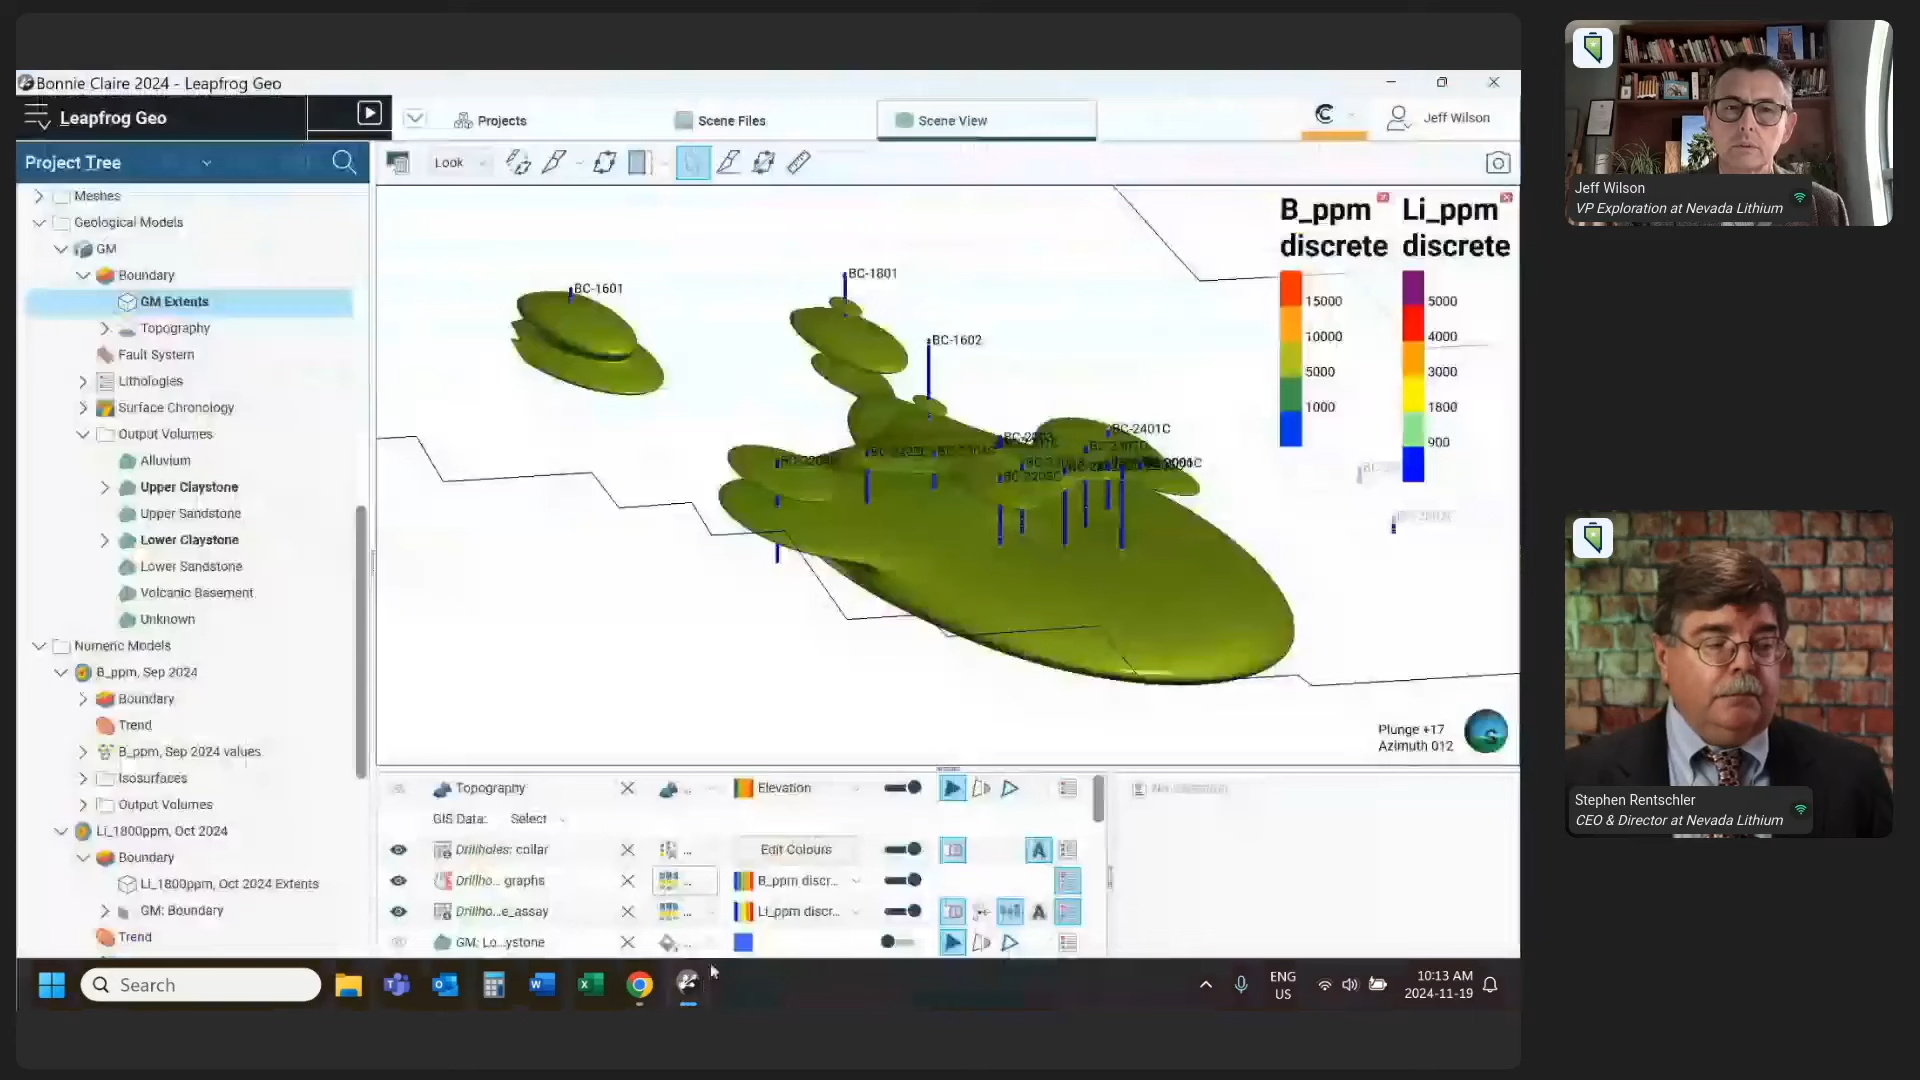 Bonnie Claire 2024 - Leapfrog Geo
Leapfrog Geo
Projects
Scene Files
Scene View
Jeff Wilson
Project Tree
Look
Meshes
Geological Models
GM
Boundary
GM Extents
Topography
Fault System
Lithologies
Surface Chronology
Output Volumes
Alluvium
Upper Claystone
Upper Sandstone
Lower Claystone
Lower Sandstone
Volcanic Basement
Unknown
Numeric Models
B_ppm, Sep 2024
Boundary
Trend
B_ppm, Sep 2024 values
Isosurfaces
Output Volumes
Li_1800ppm, Oct 2024
Boundary
Li_1800ppm, Oct 2024 Extents
GM: Boundary
Trend
BC-1601
BC-1801
BC-1602
BC-2401C
B_ppm
discrete
15000
10000
5000
1000
Li_ppm
discrete
5000
4000
3000
1800
900
Plunge +17
Azimuth 012
S
Topography
Elevation
GIS Data: Select
Drillholes: collar
Edit Colours
A
Drillho... graphs
B_ppm discr...
Drillho...e_assay
Li_ppm discr...
A
GM: Lo...ystone
Search
ENG
US
10:13 AM
2024-11-19
Jeff Wilson
VP Exploration at Nevada Lithium
Stephen Rentschler
CEO & Director at Nevada Lithium